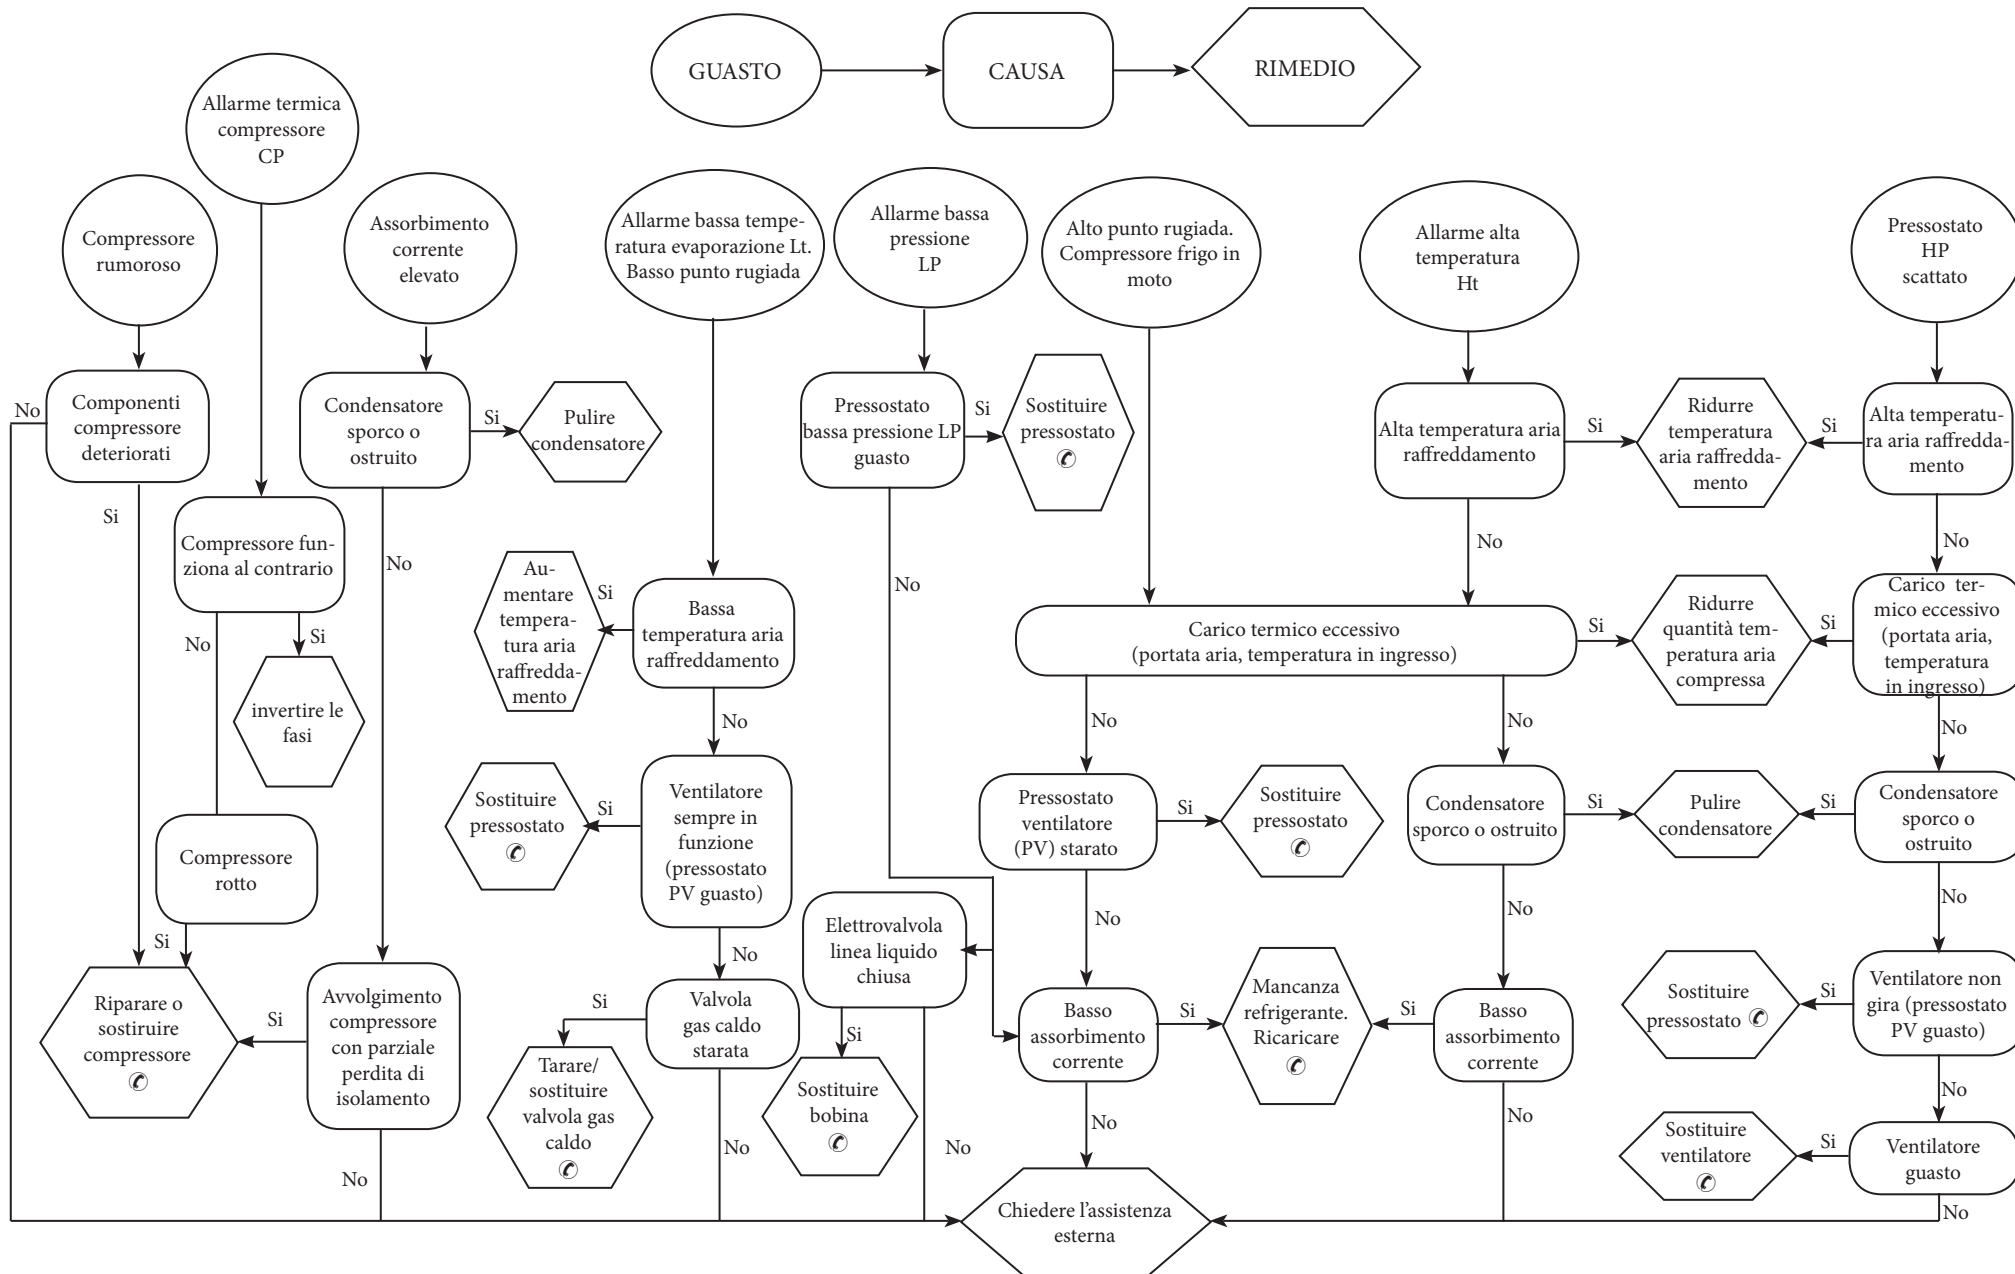 GUASTO
CAUSA
RIMEDIO
Allarme termica
compressore
CP
Compressore
rumoroso
Assorbimento
corrente
elevato
Allarme bassa tempe-
ratura evaporazione Lt.
Basso punto rugiada
Allarme bassa
pressione
LP
Alto punto rugiada.
Compressore frigo in
moto
Allarme alta
temperatura
Ht
Pressostato
HP
scattato
No
Componenti
compressore
deteriorati
Si
Condensatore
sporco o
ostruito
Si
Pulire
condensatore
No
Pressostato
bassa pressione LP
guasto
Si
Sostituire
pressostato
✆
No
Alta temperatura aria
raffreddamento
Si
Ridurre
temperatura
aria raffredda-
mento
Si
Alta temperatu-
ra aria raffredda-
mento
No
No
Compressore fun-
ziona al contrario
No
Si
invertire le
fasi
Au-
mentare
tempera-
tura aria
raffredda-
mento
Si
Bassa
temperatura aria
raffreddamento
No
Carico termico eccessivo
(portata aria, temperatura in ingresso)
Si
Ridurre
quantità tem-
peratura aria
compressa
Si
Carico ter-
mico eccessivo
(portata aria,
temperatura
in ingresso)
No
No
No
Sostituire
pressostato
✆
Si
Ventilatore
sempre in
funzione
(pressostato
PV guasto)
No
Pressostato
ventilatore
(PV) starato
Si
Sostituire
pressostato
✆
No
Condensatore
sporco o ostruito
Si
Pulire
condensatore
Si
Condensatore
sporco o
ostruito
No
No
Compressore
rotto
Si
Riparare o
sostiruire
compressore
✆
Si
Avvolgimento
compressore
con parziale
perdita di
isolamento
No
Si
Valvola
gas caldo
starata
Tarare/
sostituire
valvola gas
caldo
✆
No
Elettrovalvola
linea liquido
chiusa
Si
Sostituire
bobina
✆
No
Basso
assorbimento
corrente
Si
Mancanza
refrigerante.
Ricaricare
✆
Basso
assorbimento
corrente
No
No
Sostituire
pressostato ✆
Si
Ventilatore non
gira (pressostato
PV guasto)
No
Sostituire
ventilatore
✆
Si
Ventilatore
guasto
No
Chiedere l'assistenza
esterna